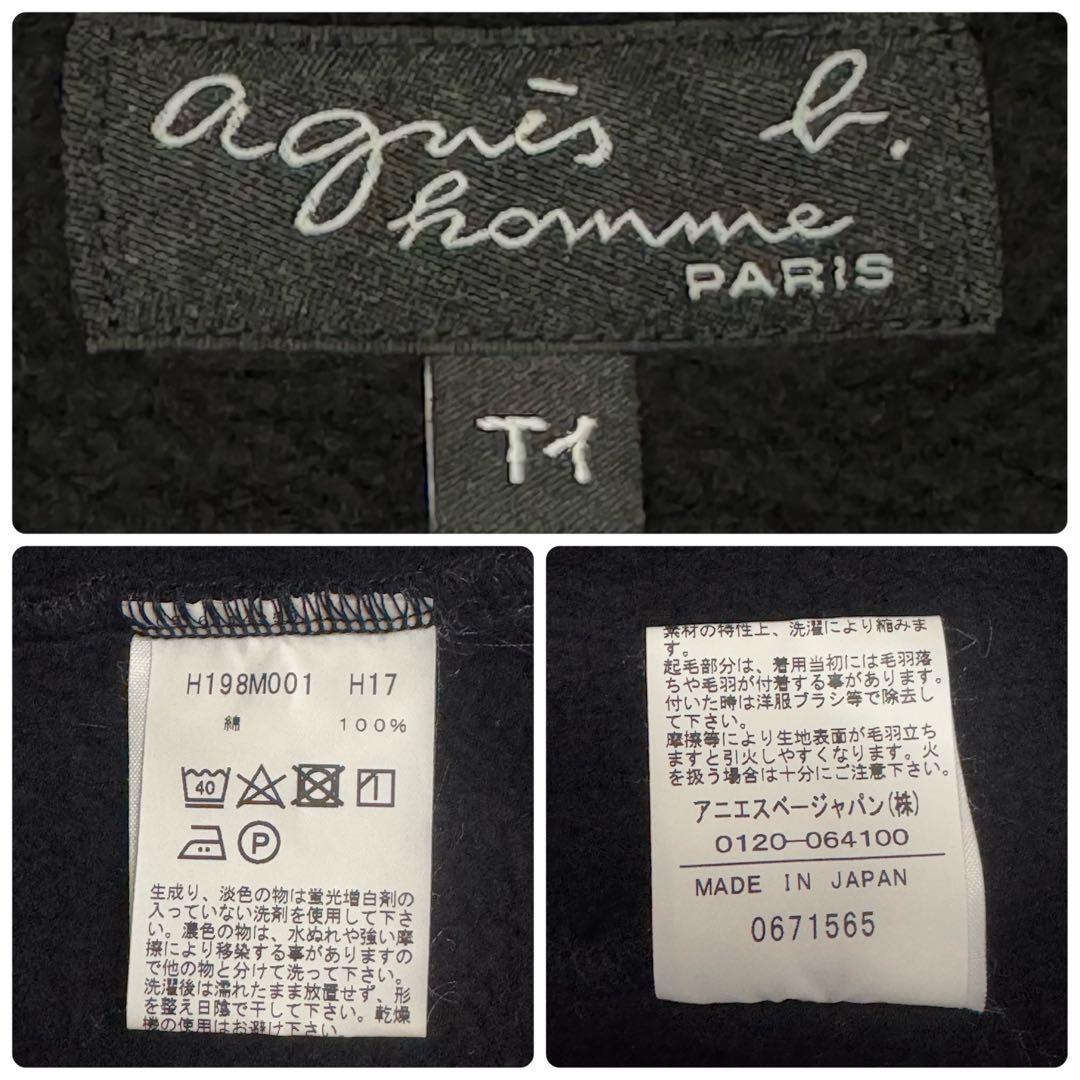 agnès b.
homme
PARIS
T1
H198M001 H17
綿 100%
40
P
生成り、淡色の物は蛍光増白剤の
入っていない洗剤を使用して下さ
い。濃色の物は、水ぬれや強い摩
擦により移染する事がありますの
で他の物と分けて洗って下さい。
洗濯後は濡れたまま放置せず、形
を整え日陰で干して下さい。乾燥
機の使用はお避け下さい。
素材の特性上、洗濯により縮みま
す。
起毛部分は、着用当初には毛羽落
ちや毛羽が付着する事があります。
付いた時は洋服ブラシ等で除去し
て下さい。
摩擦等により生地表面が毛羽立ち
ますと引火しやすくなります。火
を扱う場合は十分にご注意下さい。
アニエスベージャパン(株)
0120-064100
MADE IN JAPAN
0671565